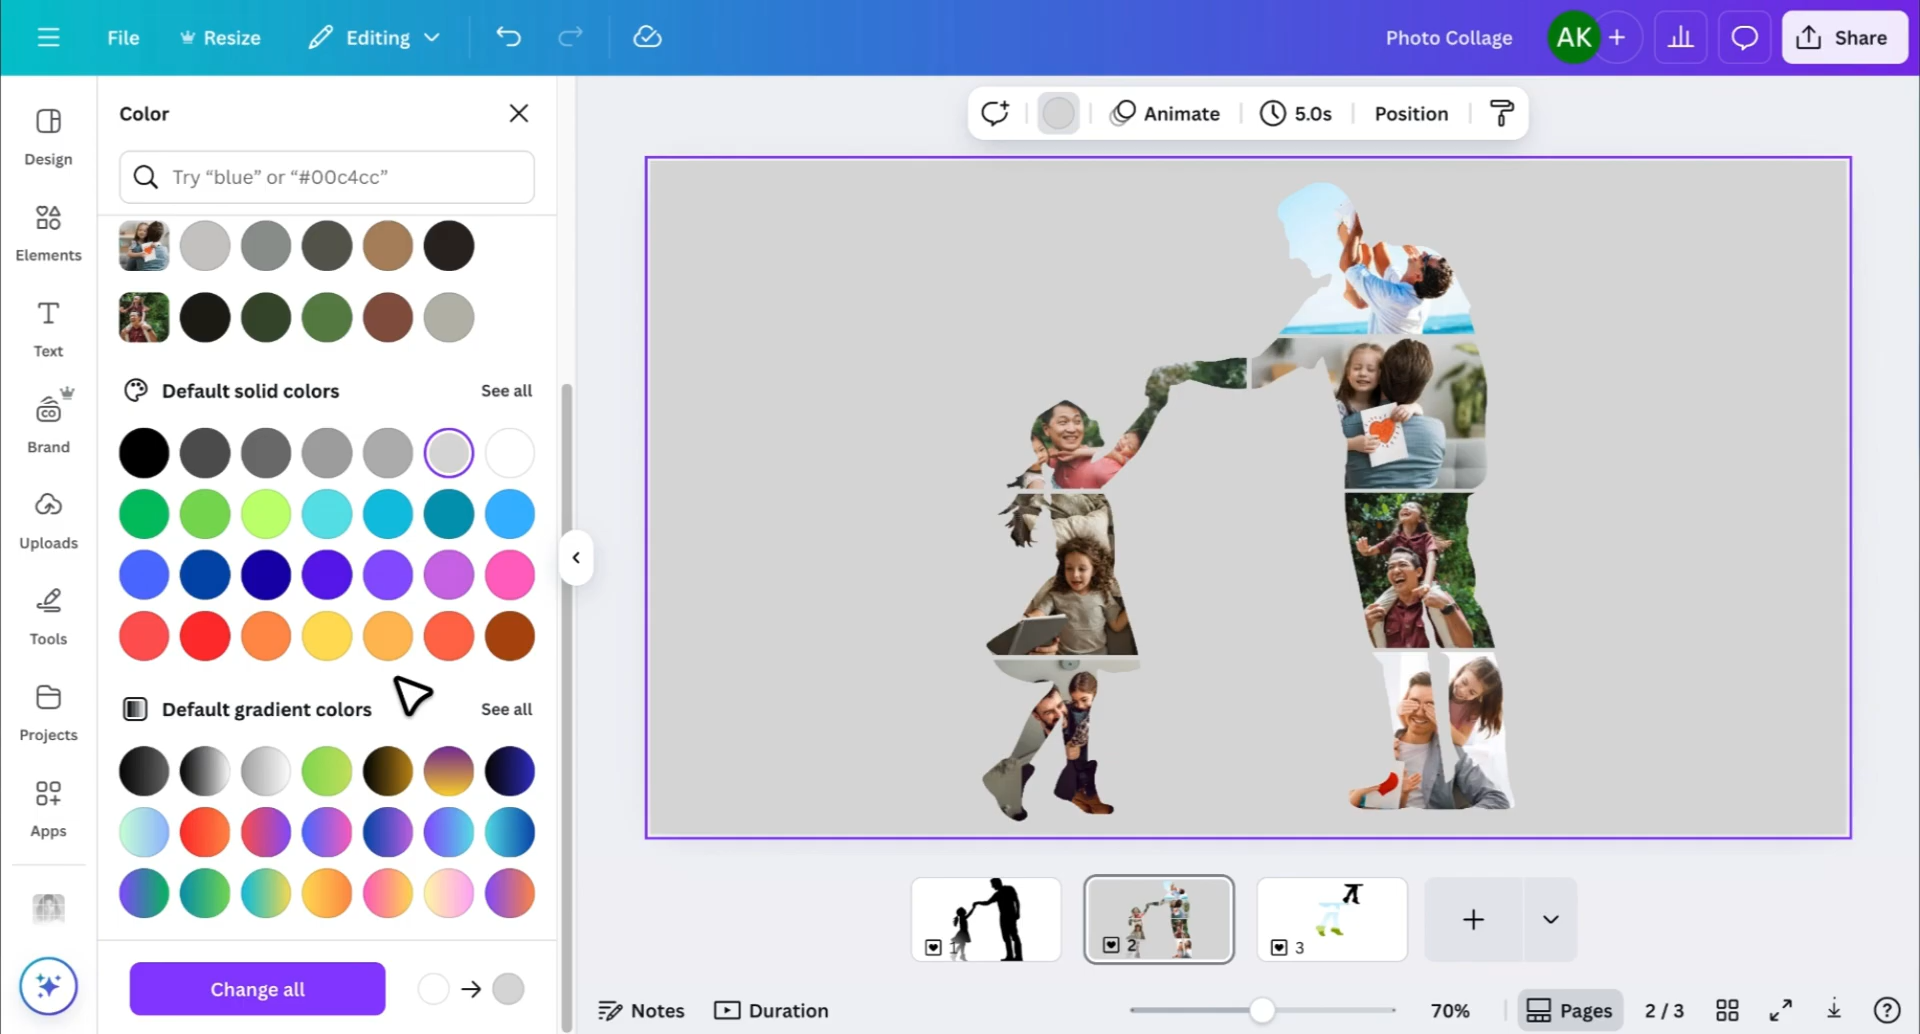 File
Resize
Editing
Photo Collage
AK
+
Share
Design
Elements
Text
Brand
Uploads
Tools
Projects
Apps
Color
Try “blue” or “#00c4cc”
Default solid colors
See all
Default gradient colors
See all
Change all
Animate
5.0s
Position
1
2
3
Notes
Duration
70%
Pages
2 / 3